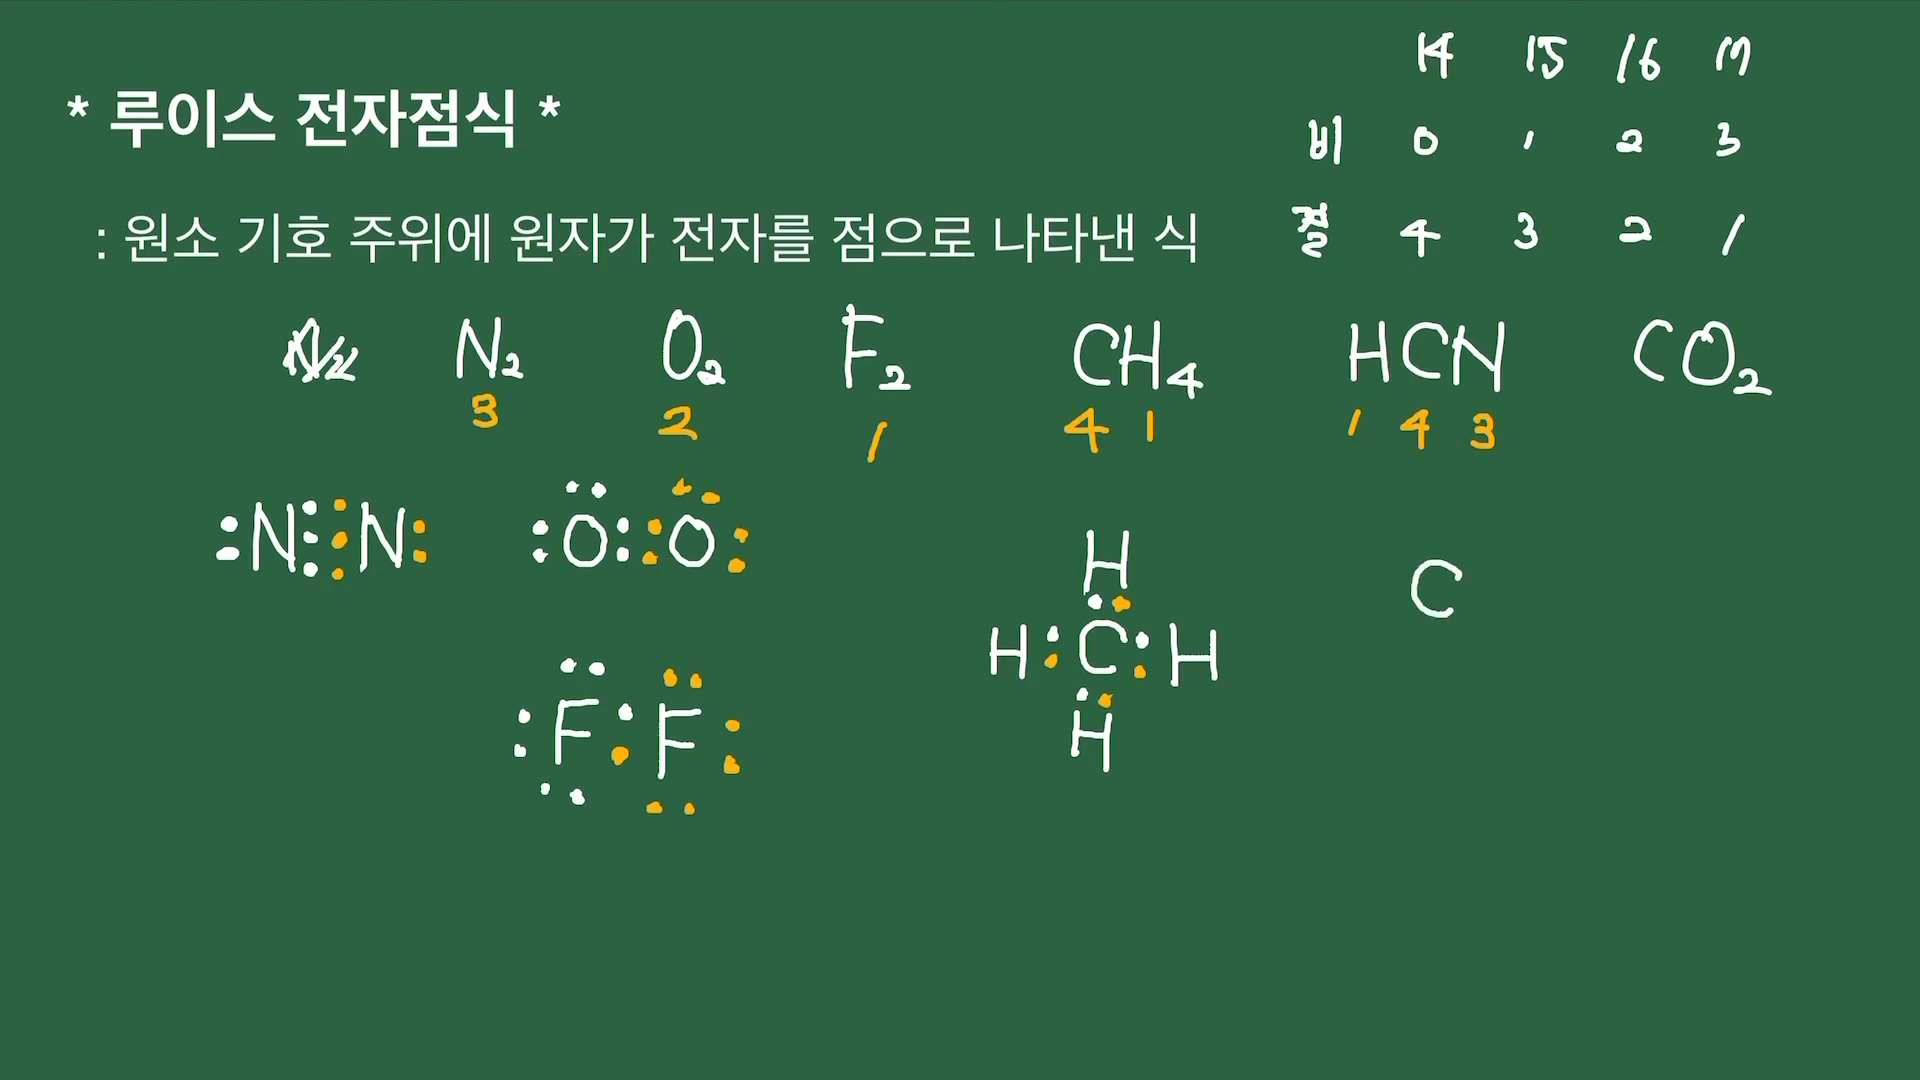 14 15 16 17
* 루이스 전자점식 *
비 0 1 2 3
: 원소 기호 주위에 원자가 전자를 점으로 나타낸 식
결 4 3 2 1
N₂ O₂ F₂ CH₄ HCN CO₂
3 2 1 4 1 1 4 3
:N⋮⋮N:
:O::O:
H
C
H:C:H
:F:F:
H